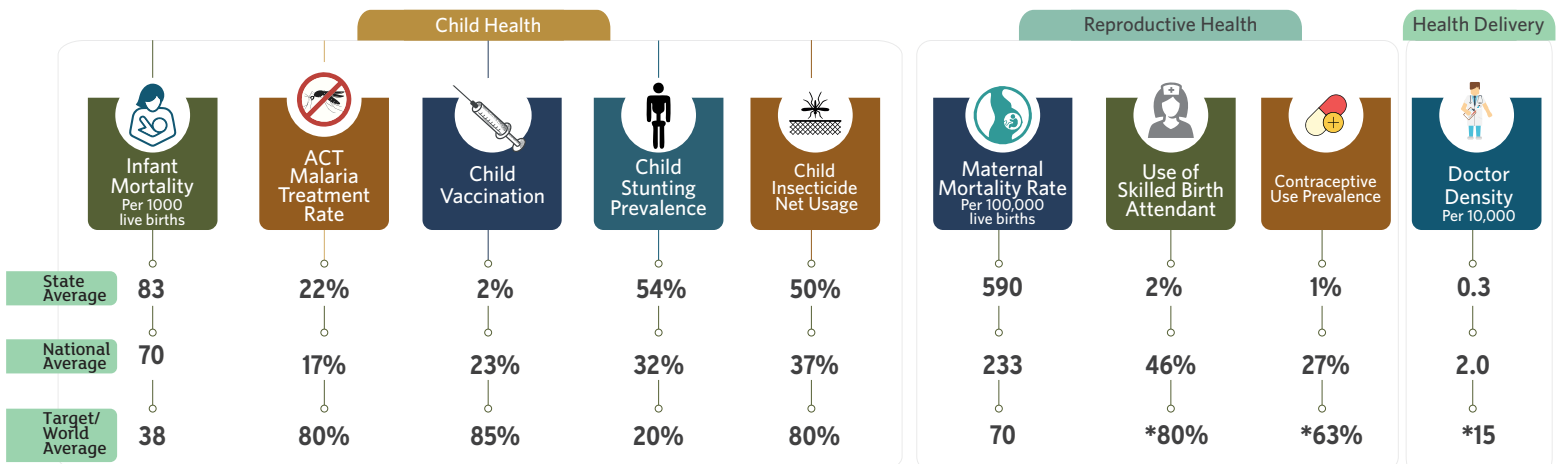 Child Health
Reproductive Health
Health Delivery
Infant
Mortality
Per 1000
live births
ACT
Malaria
Treatment
Rate
Child
Vaccination
Child
Stunting
Prevalence
Child
Insecticide
Net Usage
Maternal
Mortality Rate
Per 100,000
live births
Use of
Skilled Birth
Attendant
Contraceptive
Use Prevalence
Doctor
Density
Per 10,000
State
Average
83 22% 2% 54% 50% 590 2% 1% 0.3
National
Average
70 17% 23% 32% 37% 233 46% 27% 2.0
Target/
World
Average
38 80% 85% 20% 80% 70 *80% *63% *15